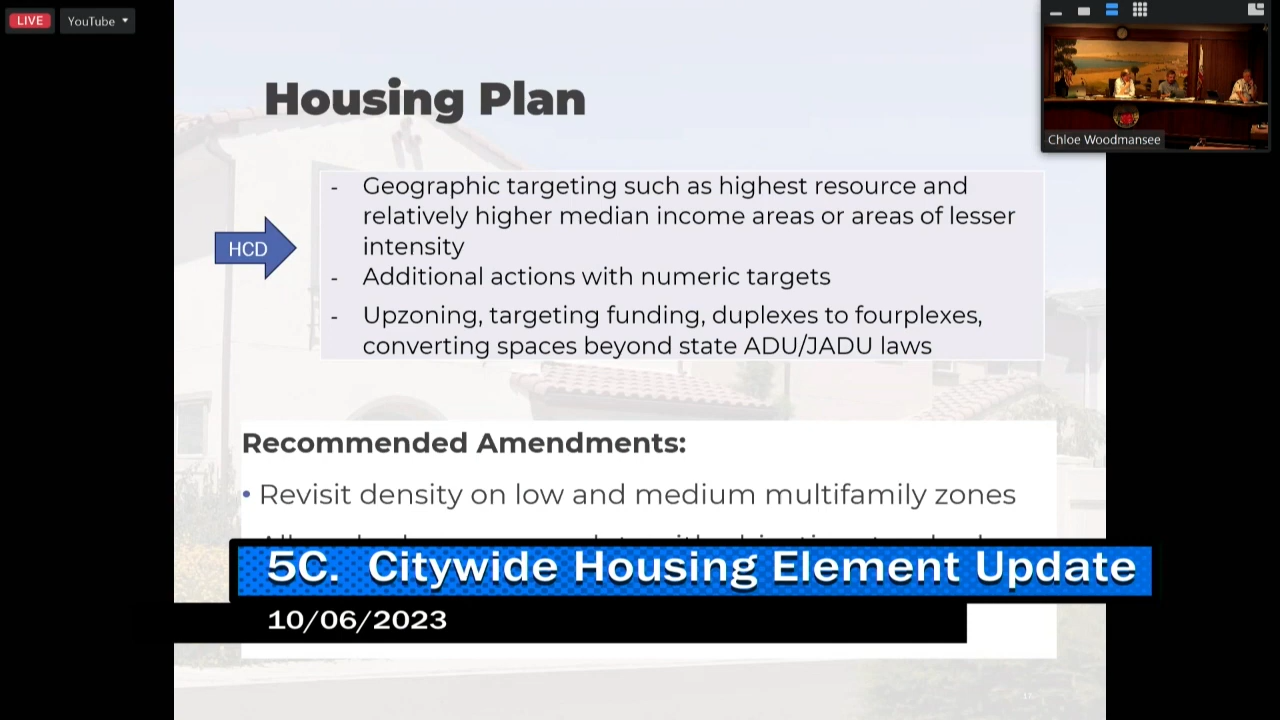 LIVE
YouTube
Chloe Woodmansee
Housing Plan
HCD
- Geographic targeting such as highest resource and
relatively higher median income areas or areas of lesser
intensity
- Additional actions with numeric targets
- Upzoning, targeting funding, duplexes to fourplexes,
converting spaces beyond state ADU/JADU laws
Recommended Amendments:
• Revisit density on low and medium multifamily zones
5C. Citywide Housing Element Update
10/06/2023